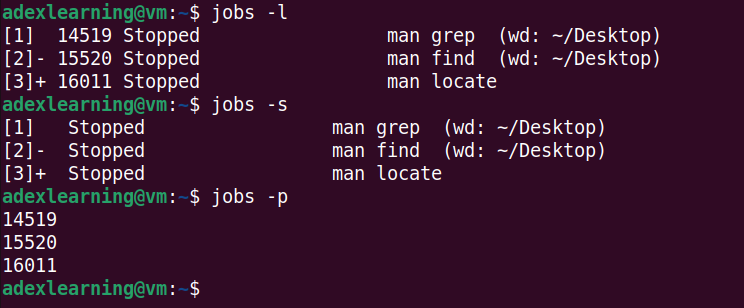 adexlearning@vm:~$ jobs -l
[1]  14519 Stopped                 man grep  (wd: ~/Desktop)
[2]- 15520 Stopped                 man find  (wd: ~/Desktop)
[3]+ 16011 Stopped                 man locate
adexlearning@vm:~$ jobs -s
[1]   Stopped                 man grep  (wd: ~/Desktop)
[2]-  Stopped                 man find  (wd: ~/Desktop)
[3]+  Stopped                 man locate
adexlearning@vm:~$ jobs -p
14519
15520
16011
adexlearning@vm:~$